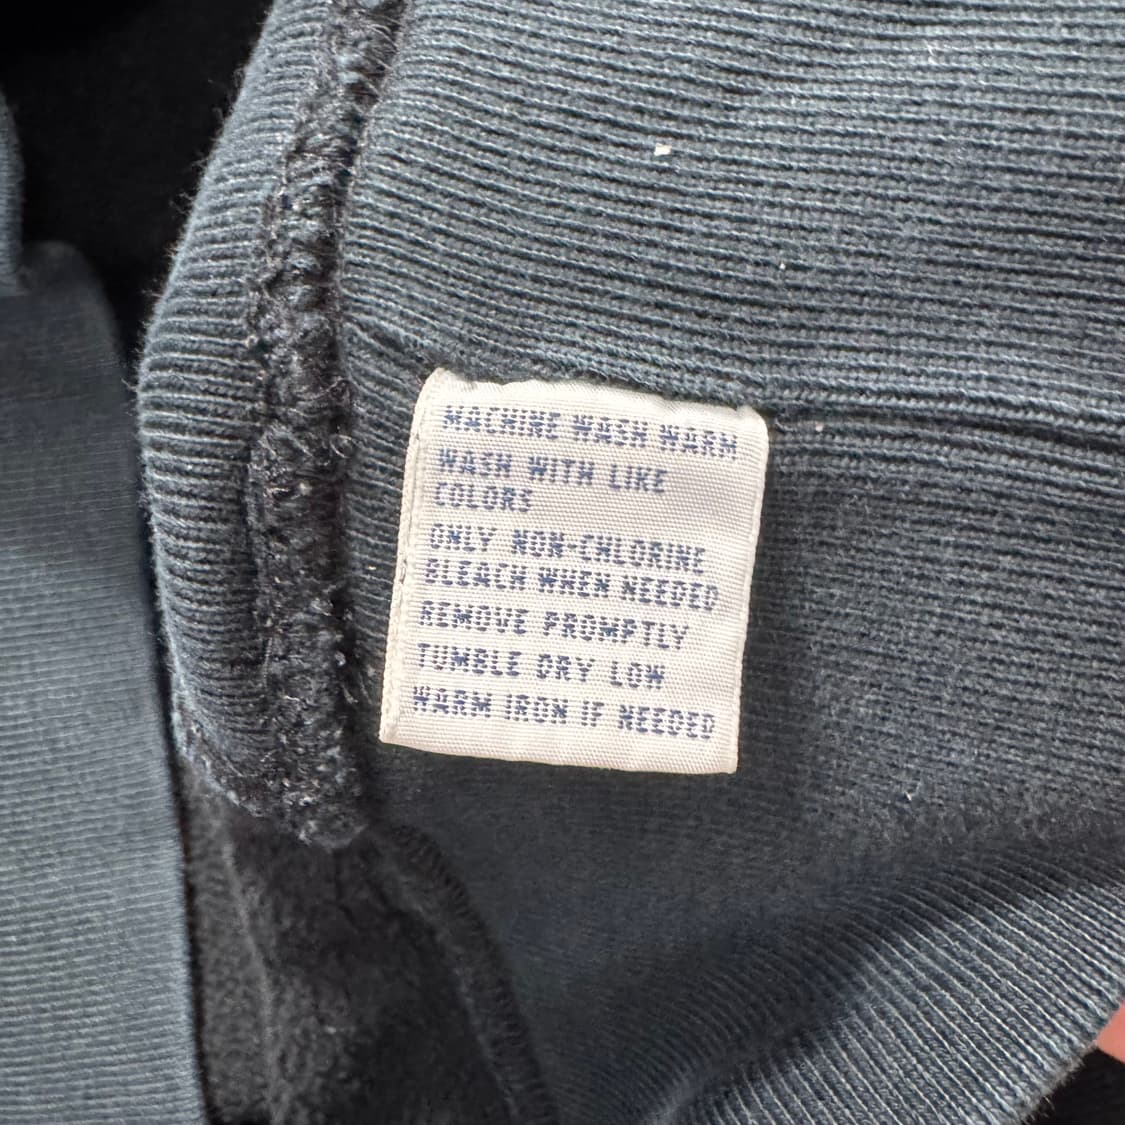 MACHINE WASH WARM
WASH WITH LIKE
COLORS
ONLY NON-CHLORINE
BLEACH WHEN NEEDED
REMOVE PROMPTLY
TUMBLE DRY LOW
WARM IRON IF NEEDED